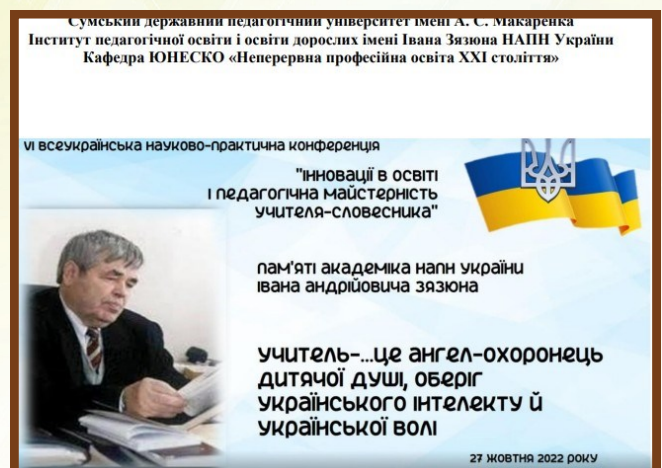 Сумський державний педагогічний університет імені А. С. Макаренка
Інститут педагогічної освіти і освіти дорослих імені Івана Зязюна НАПН України
Кафедра ЮНЕСКО «Неперервна професійна освіта ХХІ століття»
VI ВСЕУКРАЇНСЬКА НАУКОВО-ПРАКТИЧНА КОНФЕРЕНЦІЯ
"ІННОВАЦІЇ В ОСВІТІ
І ПЕДАГОГІЧНА МАЙСТЕРНІСТЬ
УЧИТЕЛЯ-СЛОВЕСНИКА"
ПАМ'ЯТІ АКАДЕМІКА НАПН УКРАЇНИ
ІВАНА АНДРІЙОВИЧА ЗЯЗЮНА
УЧИТЕЛЬ-...ЦЕ АНГЕЛ-ОХОРОНЕЦЬ
ДИТЯЧОЇ ДУШІ, ОБЕРІГ
УКРАЇНСЬКОГО ІНТЕЛЕКТУ Й
УКРАЇНСЬКОЇ ВОЛІ
27 ЖОВТНЯ 2022 РОКУ